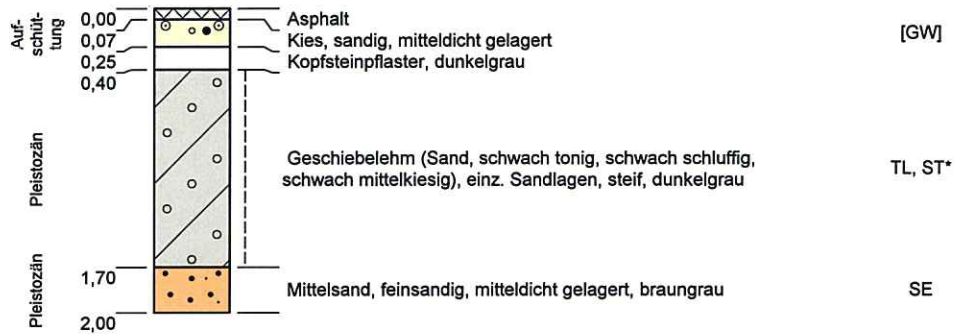 Auf-
schüt-
tung
0,00
Asphalt
0,07
Kies, sandig, mitteldicht gelagert
[GW]
0,25
Kopfsteinpflaster, dunkelgrau
0,40
Pleistozän
Geschiebelehm (Sand, schwach tonig, schwach schluffig,
schwach mittelkiesig), einz. Sandlagen, steif, dunkelgrau
TL, ST*
Pleistozän
1,70
Mittelsand, feinsandig, mitteldicht gelagert, braungrau
SE
2,00